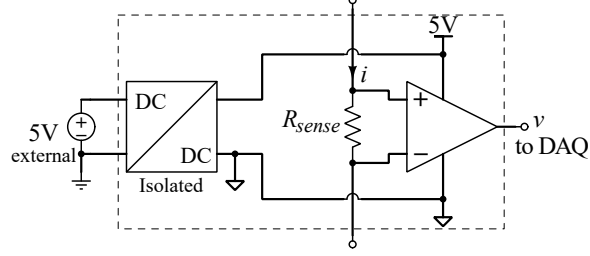 5V
DC
i
+
R_sense
5V
external
+
−
DC
−
v
to DAQ
Isolated